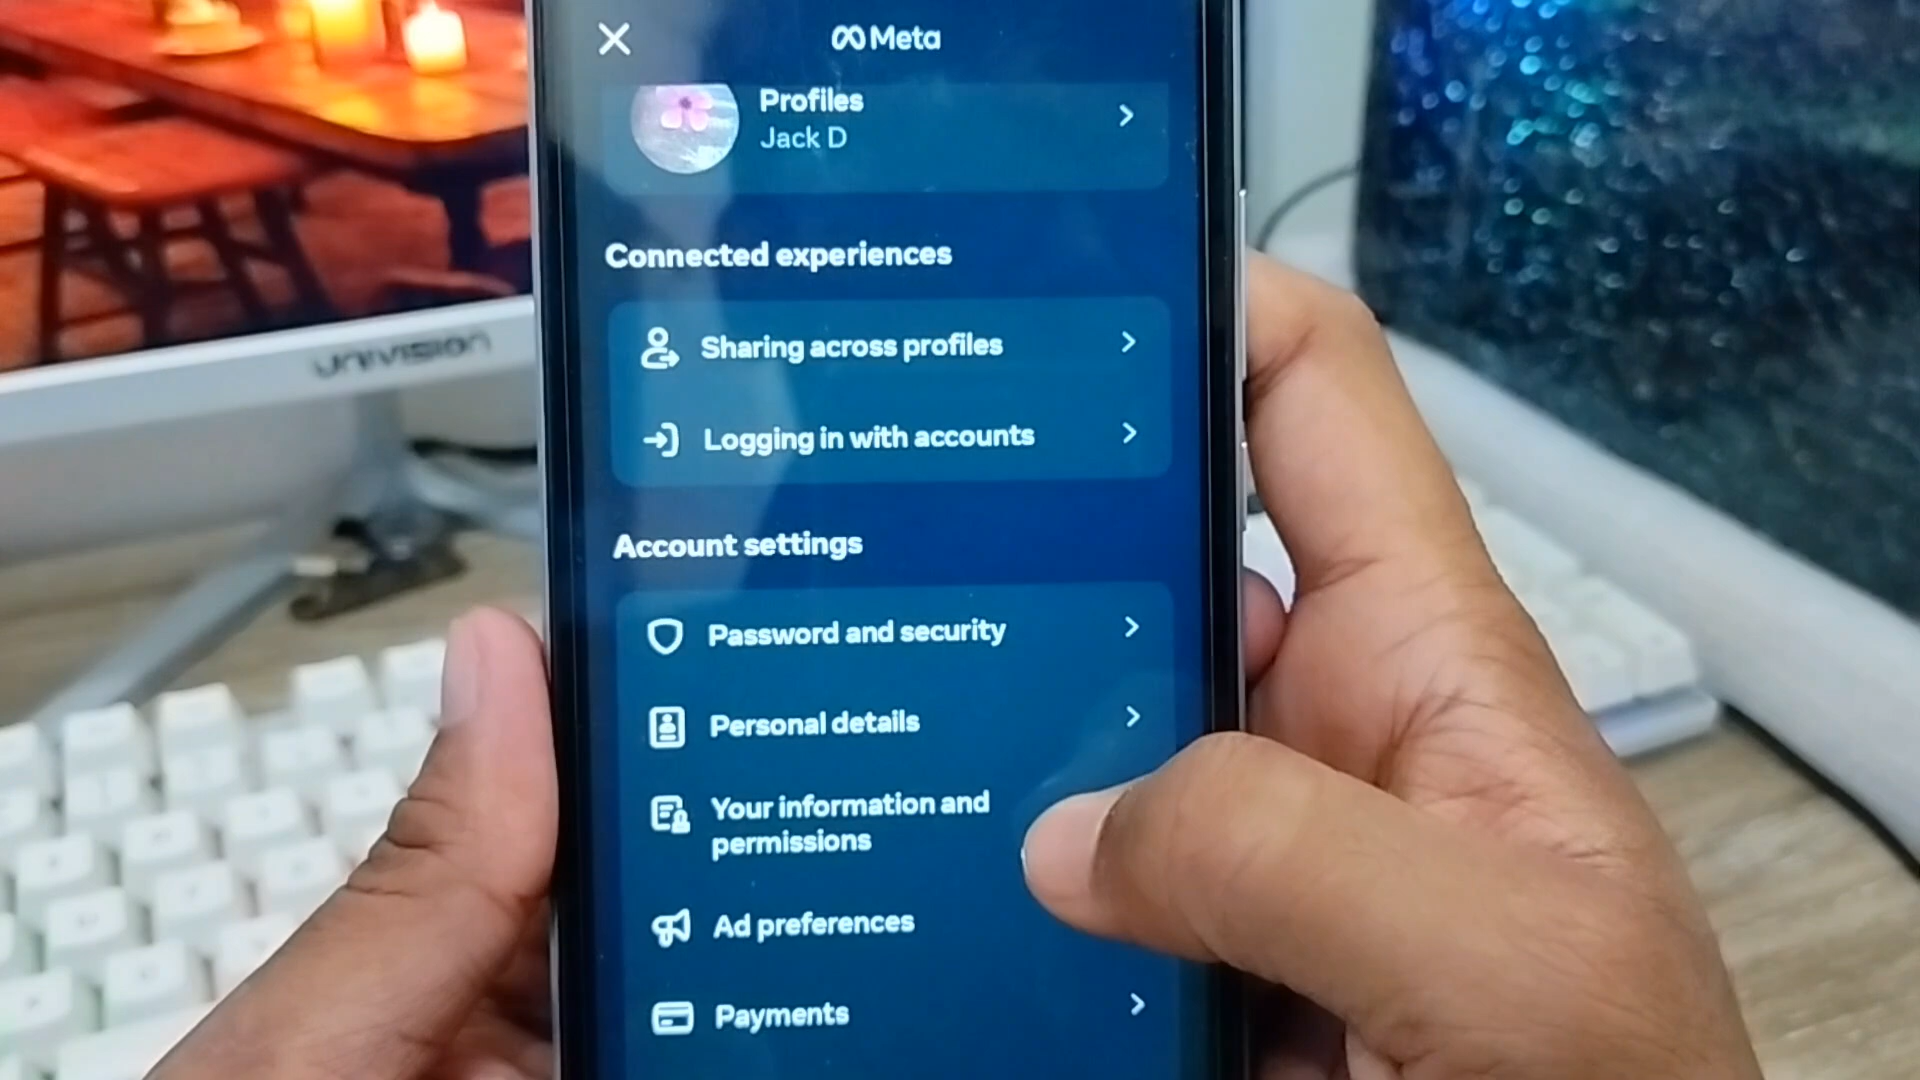 Meta
Profiles
Jack D
Connected experiences
Sharing across profiles
Logging in with accounts
Account settings
Password and security
Personal details
Your information and
permissions
Ad preferences
Payments
UNIVISION